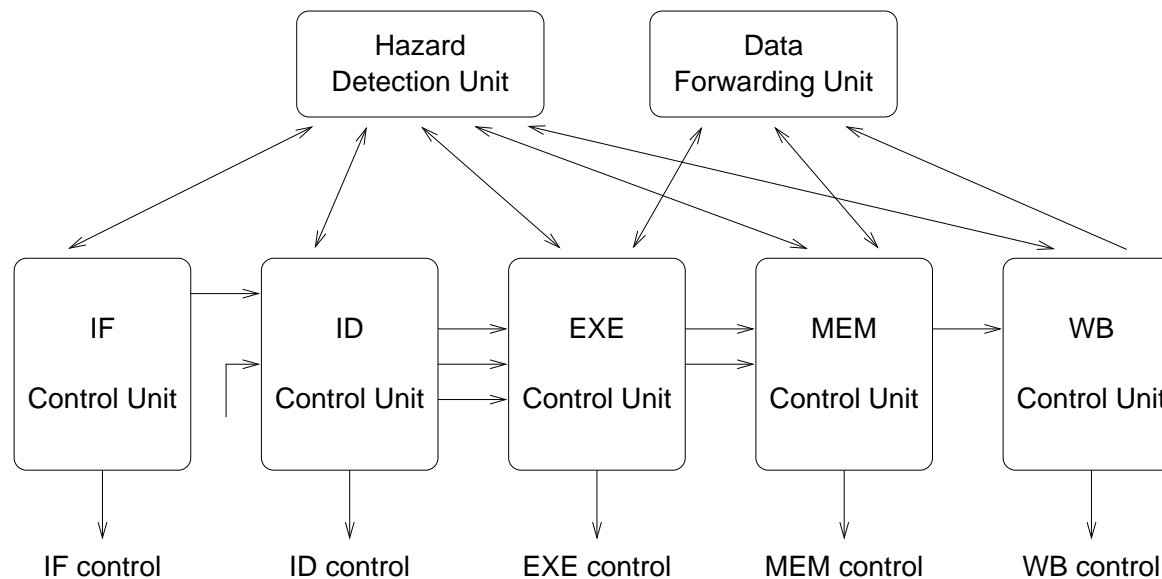 Hazard
Detection Unit
Data
Forwarding Unit
IF
Control Unit
ID
Control Unit
EXE
Control Unit
MEM
Control Unit
WB
Control Unit
IF control
ID control
EXE control
MEM control
WB control